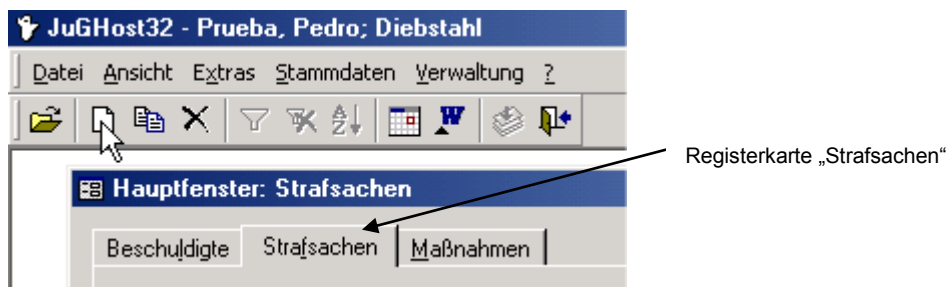 JuGHost32 - Prueba, Pedro; Diebstahl
Datei Ansicht Extras Stammdaten Verwaltung ?
Registerkarte „Strafsachen“
Hauptfenster: Strafsachen
Beschuldigte Strafsachen Maßnahmen